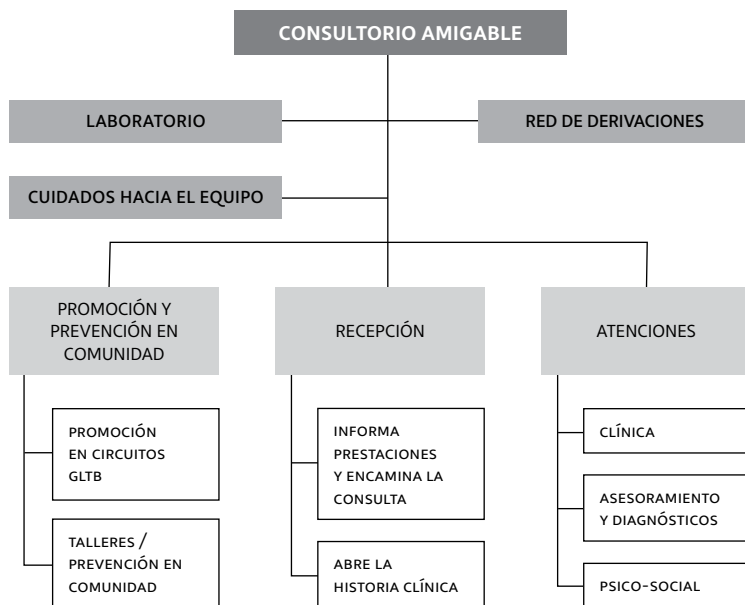 CONSULTORIO AMIGABLE
LABORATORIO
RED DE DERIVACIONES
CUIDADOS HACIA EL EQUIPO
PROMOCIÓN Y
PREVENCIÓN EN
COMUNIDAD
RECEPCIÓN
ATENCIONES
PROMOCIÓN
EN CIRCUITOS
GLTB
TALLERES /
PREVENCIÓN EN
COMUNIDAD
INFORMA
PRESTACIONES
Y ENCAMINA LA
CONSULTA
ABRE LA
HISTORIA CLÍNICA
CLÍNICA
ASESORAMIENTO
Y DIAGNÓSTICOS
PSICO-SOCIAL